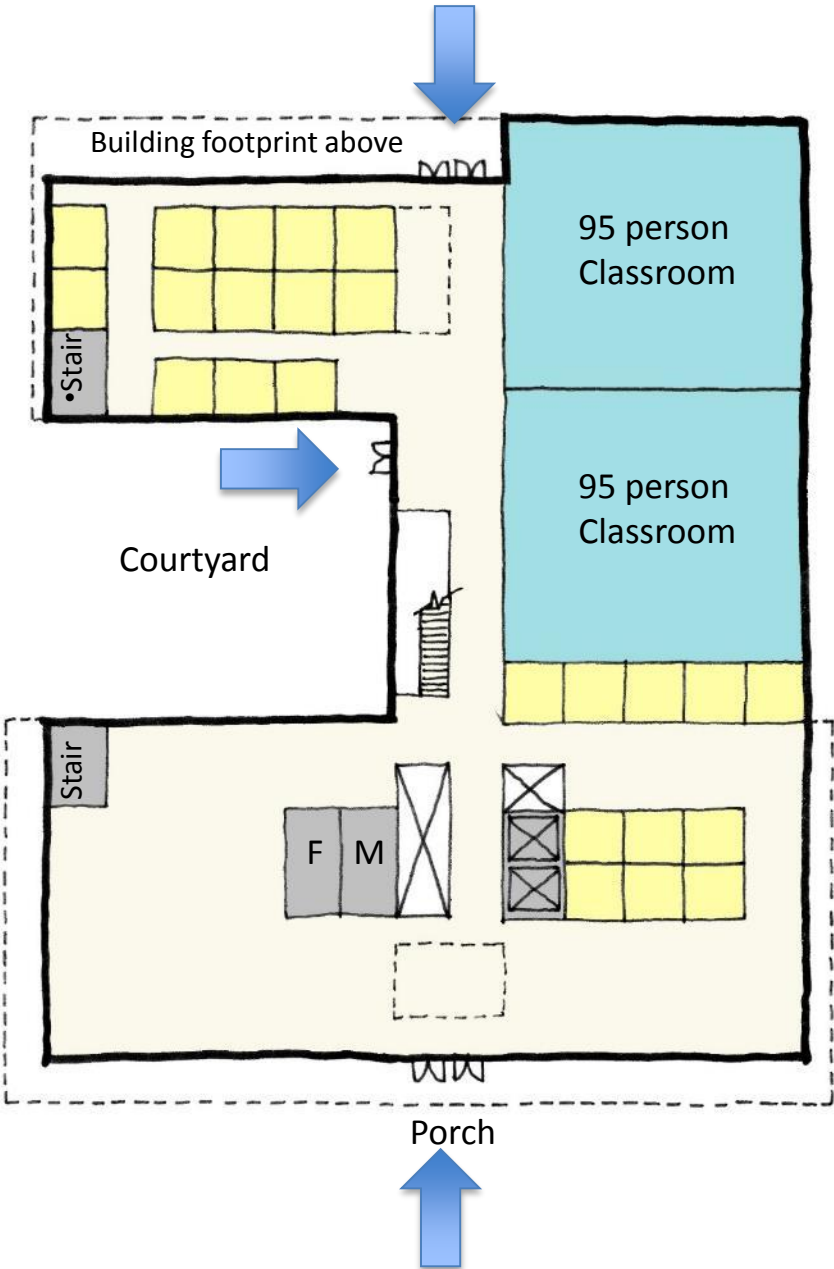 Building footprint above
95 person
Classroom
•Stair
95 person
Classroom
Courtyard
Stair
F
M
Porch